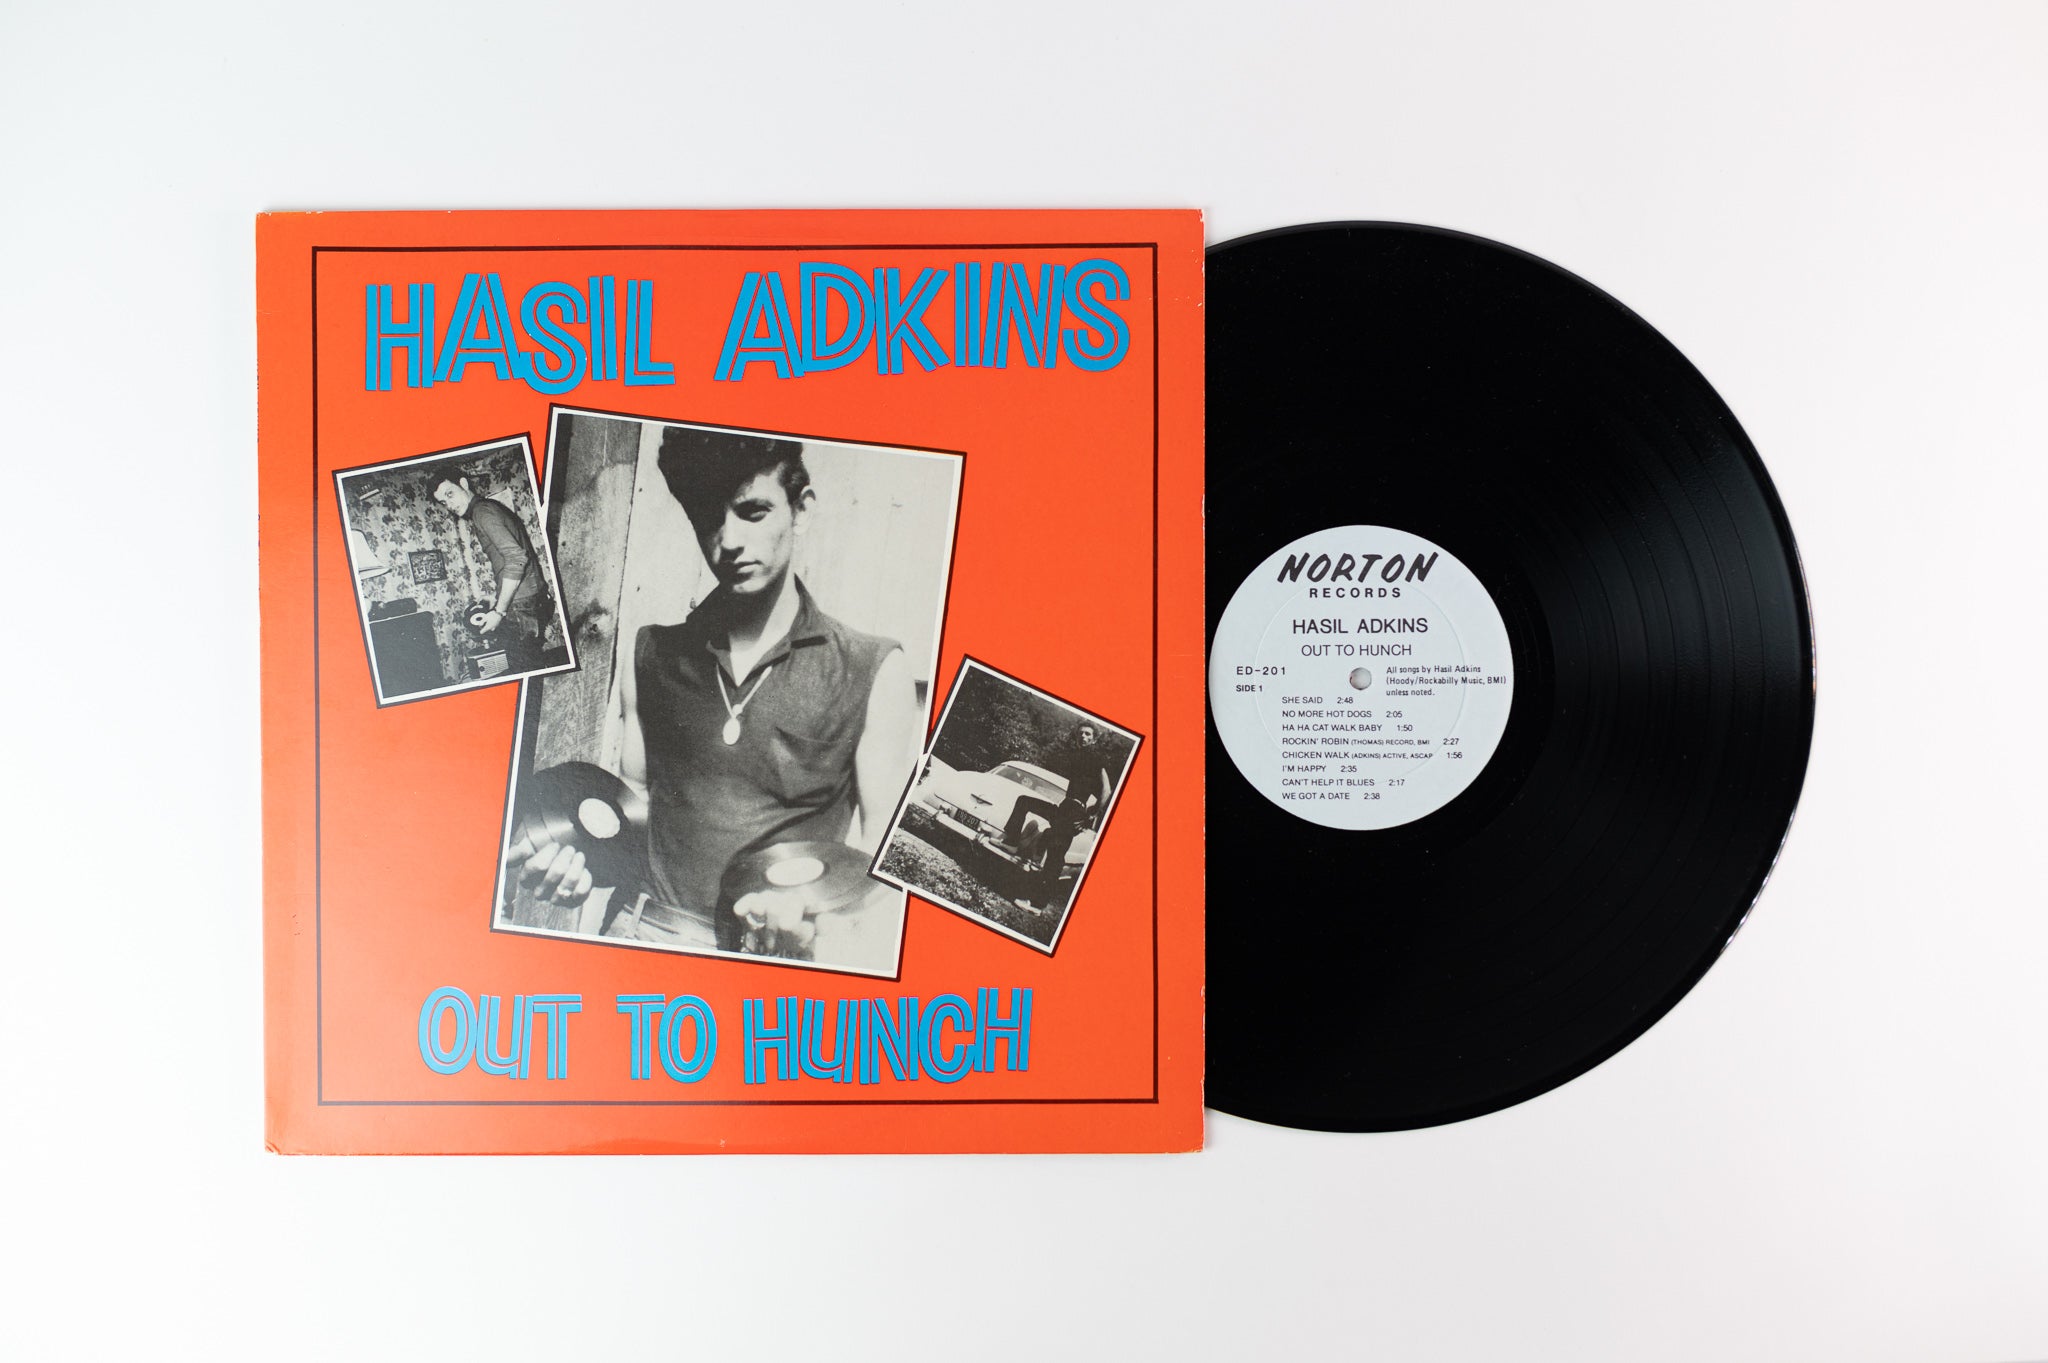 HASIL ADKINS
OUT TO HUNCH
NORTON
RECORDS
HASIL ADKINS
OUT TO HUNCH
ED-201
SIDE 1
All songs by Hasil Adkins
(Hoody/Rockabilly Music, BMI)
unless noted.
SHE SAID 2:48
NO MORE HOT DOGS 2:05
HA HA CAT WALK BABY 1:50
ROCKIN' ROBIN (THOMAS) RECORD, BMI 2:27
CHICKEN WALK (ADKINS) ACTIVE, ASCAP 1:56
I'M HAPPY 2:35
CAN'T HELP IT BLUES 2:17
WE GOT A DATE 2:38